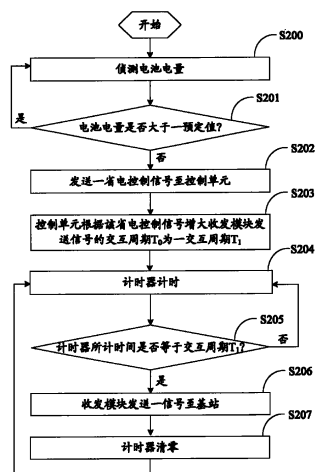 开始
S200
侦测电池电量
S201
电池电量是否大于一预定值?
是
否
S202
发送一省电控制信号至控制单元
S203
控制单元根据该省电控制信号增大收发模块发
送信号的交互周期T₀为一交互周期T₁
S204
计时器计时
S205
计时器所计时间是否等于交互周期T₁?
否
是
S206
收发模块发送一信号至基站
S207
计时器清零